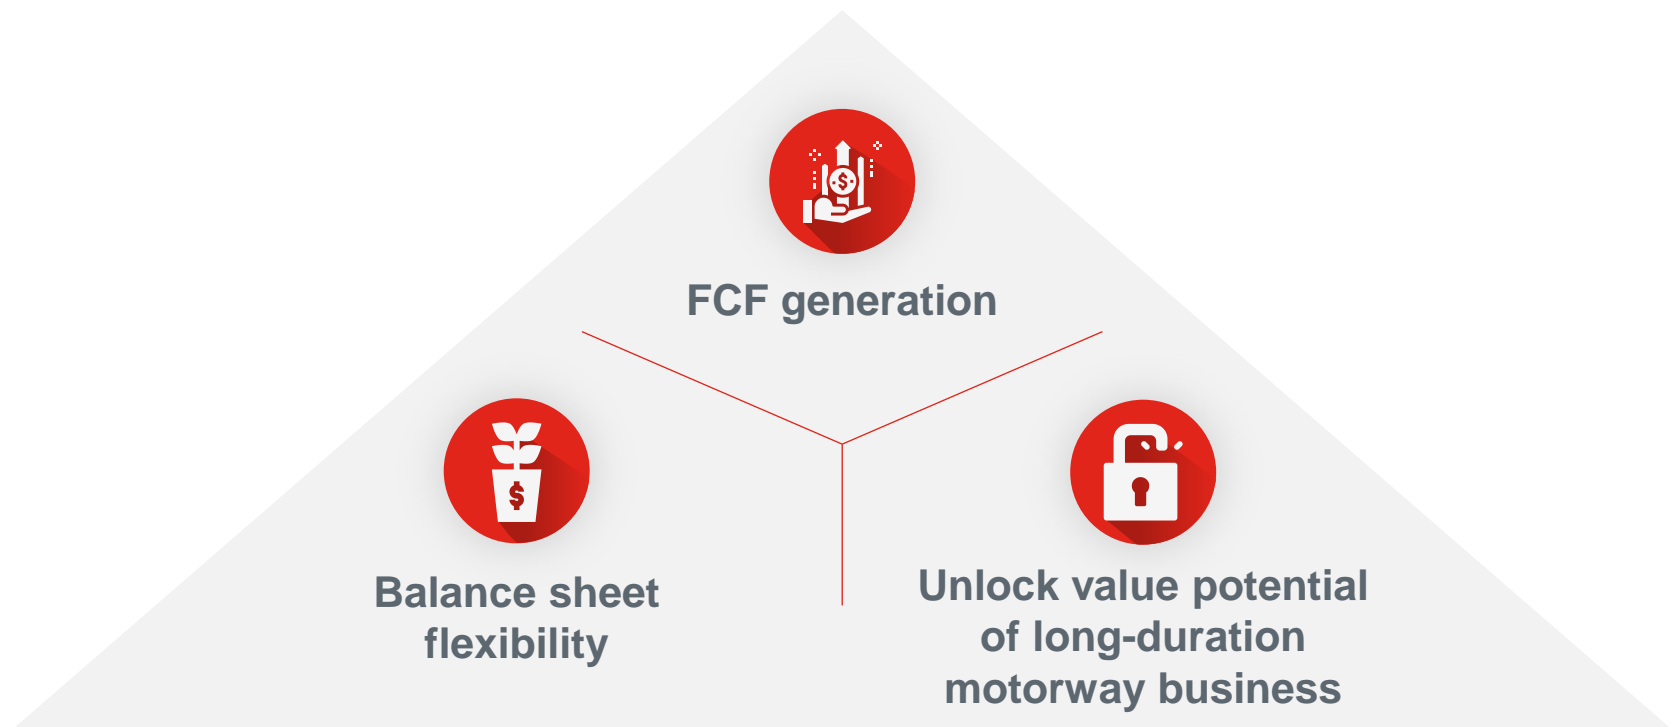 FCF generation
Balance sheet
flexibility
Unlock value potential
of long-duration
motorway business